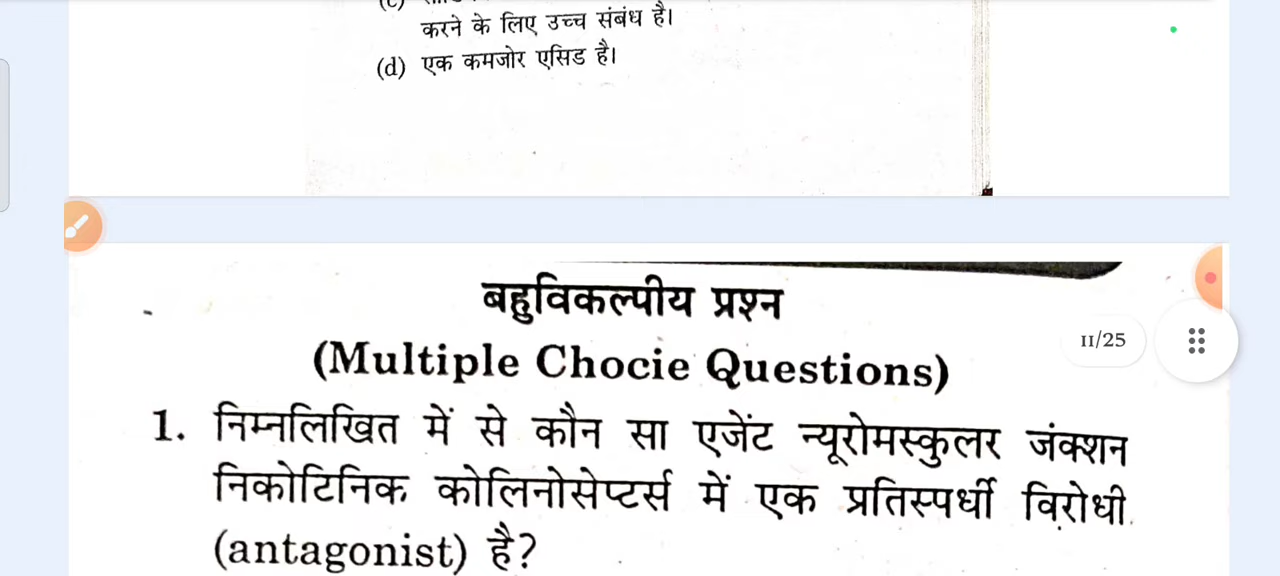 करने के लिए उच्च संबंध है।
(d) एक कमजोर एसिड है।
बहुविकल्पीय प्रश्न
(Multiple Chocie Questions)
11/25
1. निम्नलिखित में से कौन सा एजेंट न्यूरोमस्कुलर जंक्शन
निकोटिनिक कोलिनोसेप्टर्स में एक प्रतिस्पर्धी विरोधी
(antagonist) है?